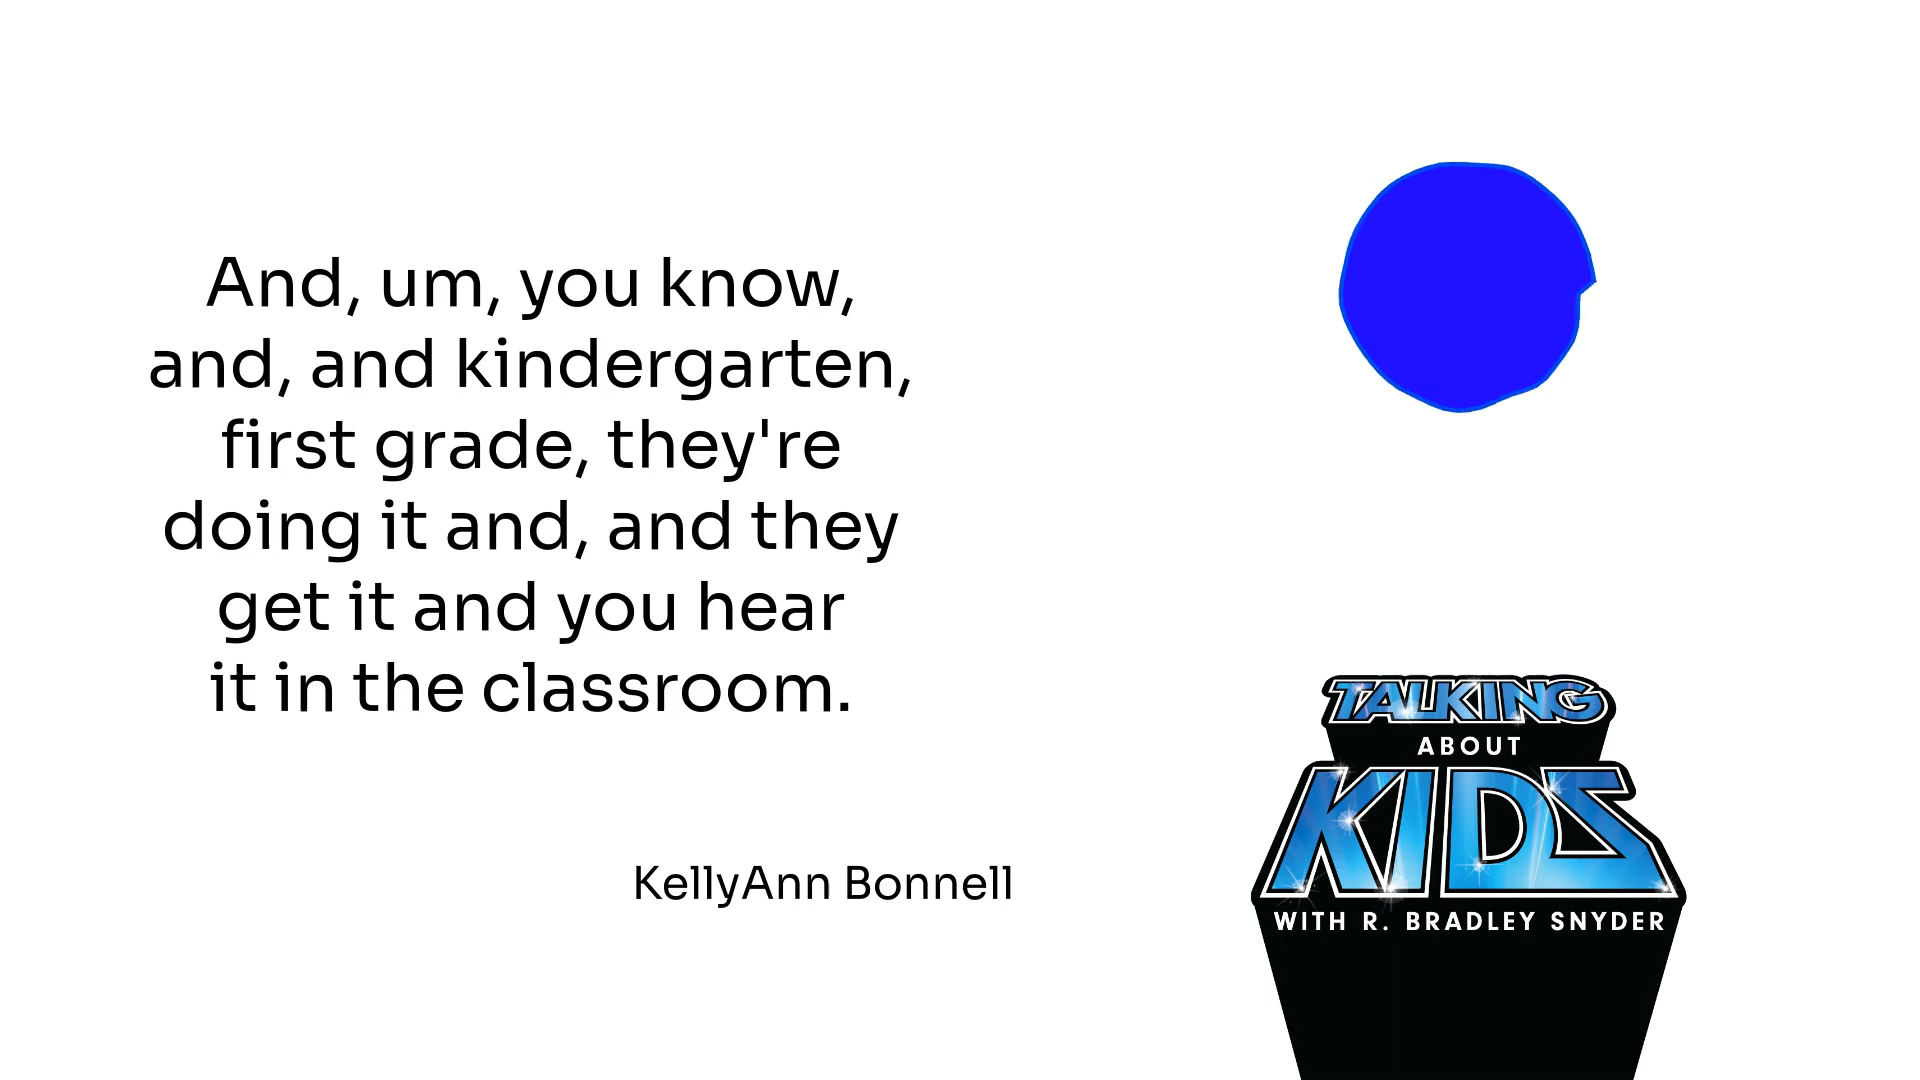 And, um, you know,
and, and kindergarten,
first grade, they're
doing it and, and they
get it and you hear
it in the classroom.
KellyAnn Bonnell
TALKING
ABOUT
KIDS
WITH R. BRADLEY SNYDER